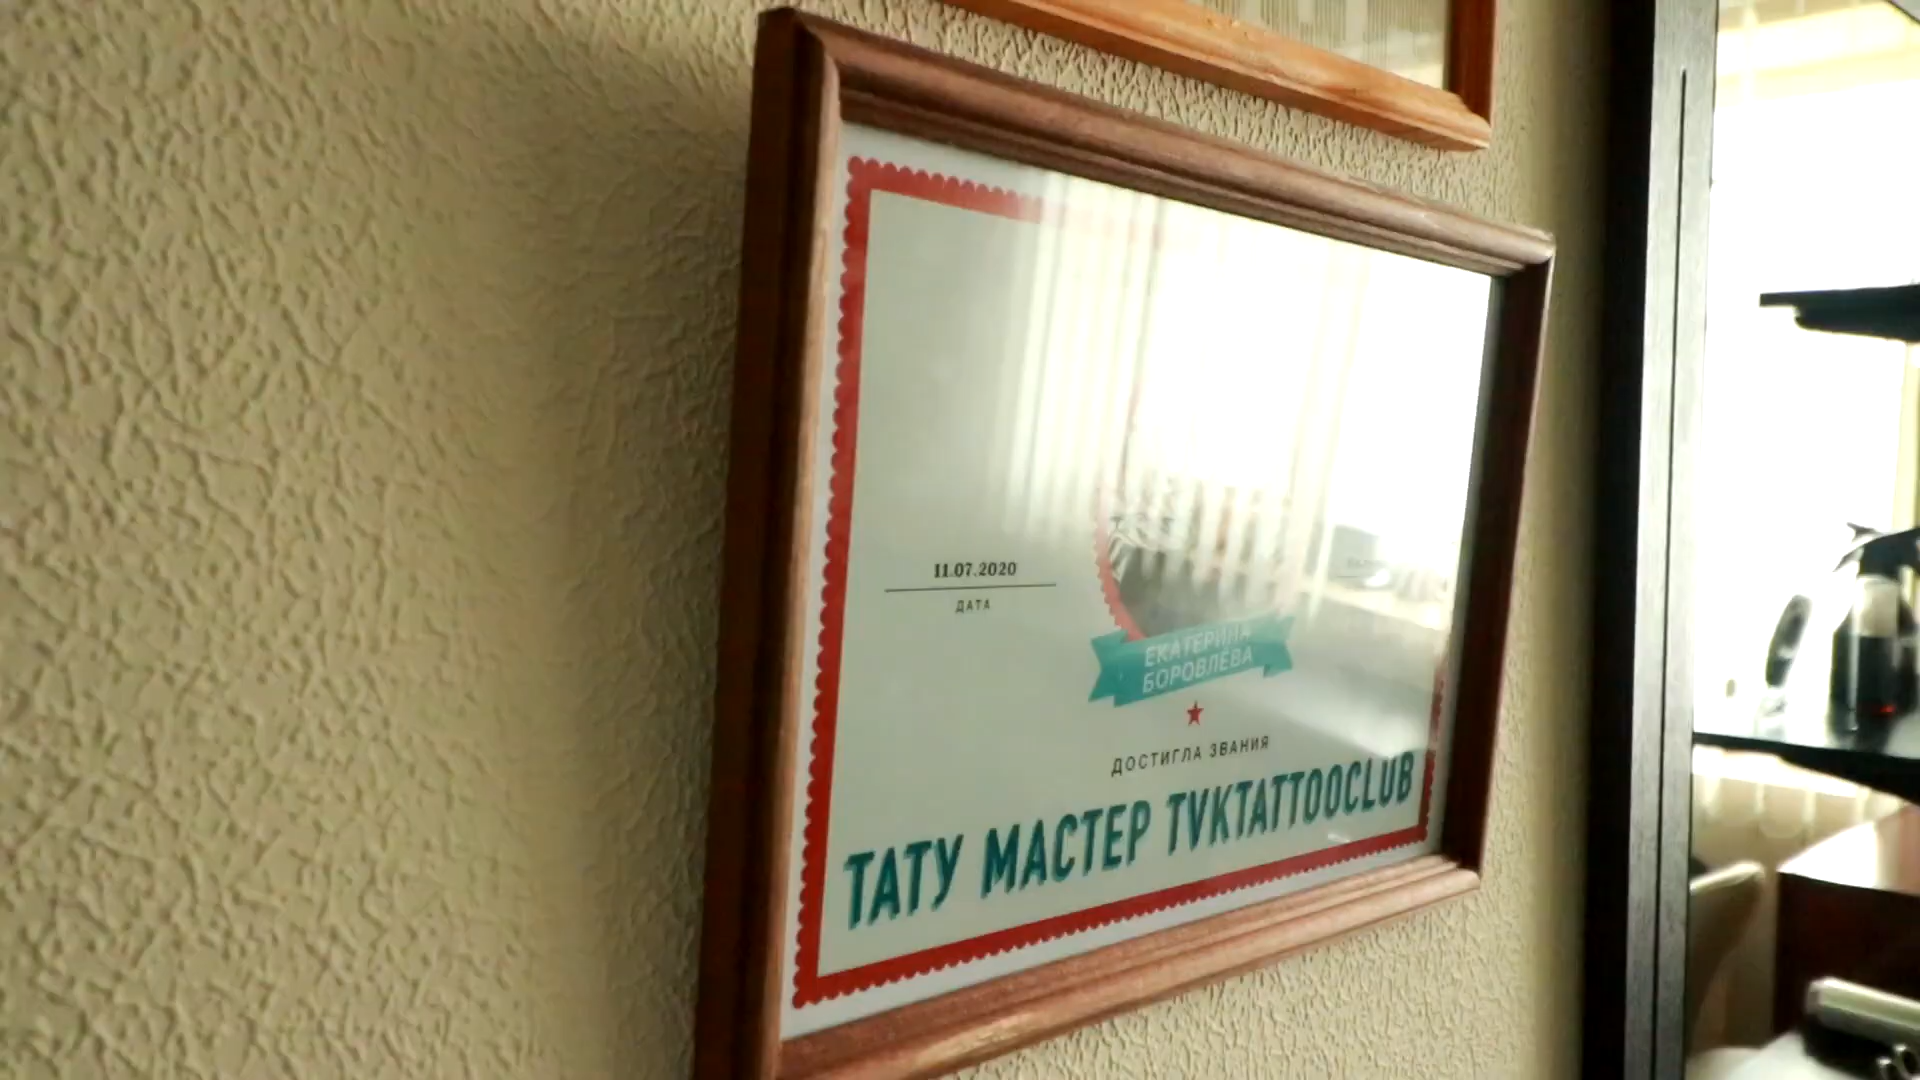 11.07.2020
ДАТА
ЕКАТЕРИНА
БОРОВЛЁВА
ДОСТИГЛА ЗВАНИЯ
ТАТУ МАСТЕР TVKTATTOOCLUB